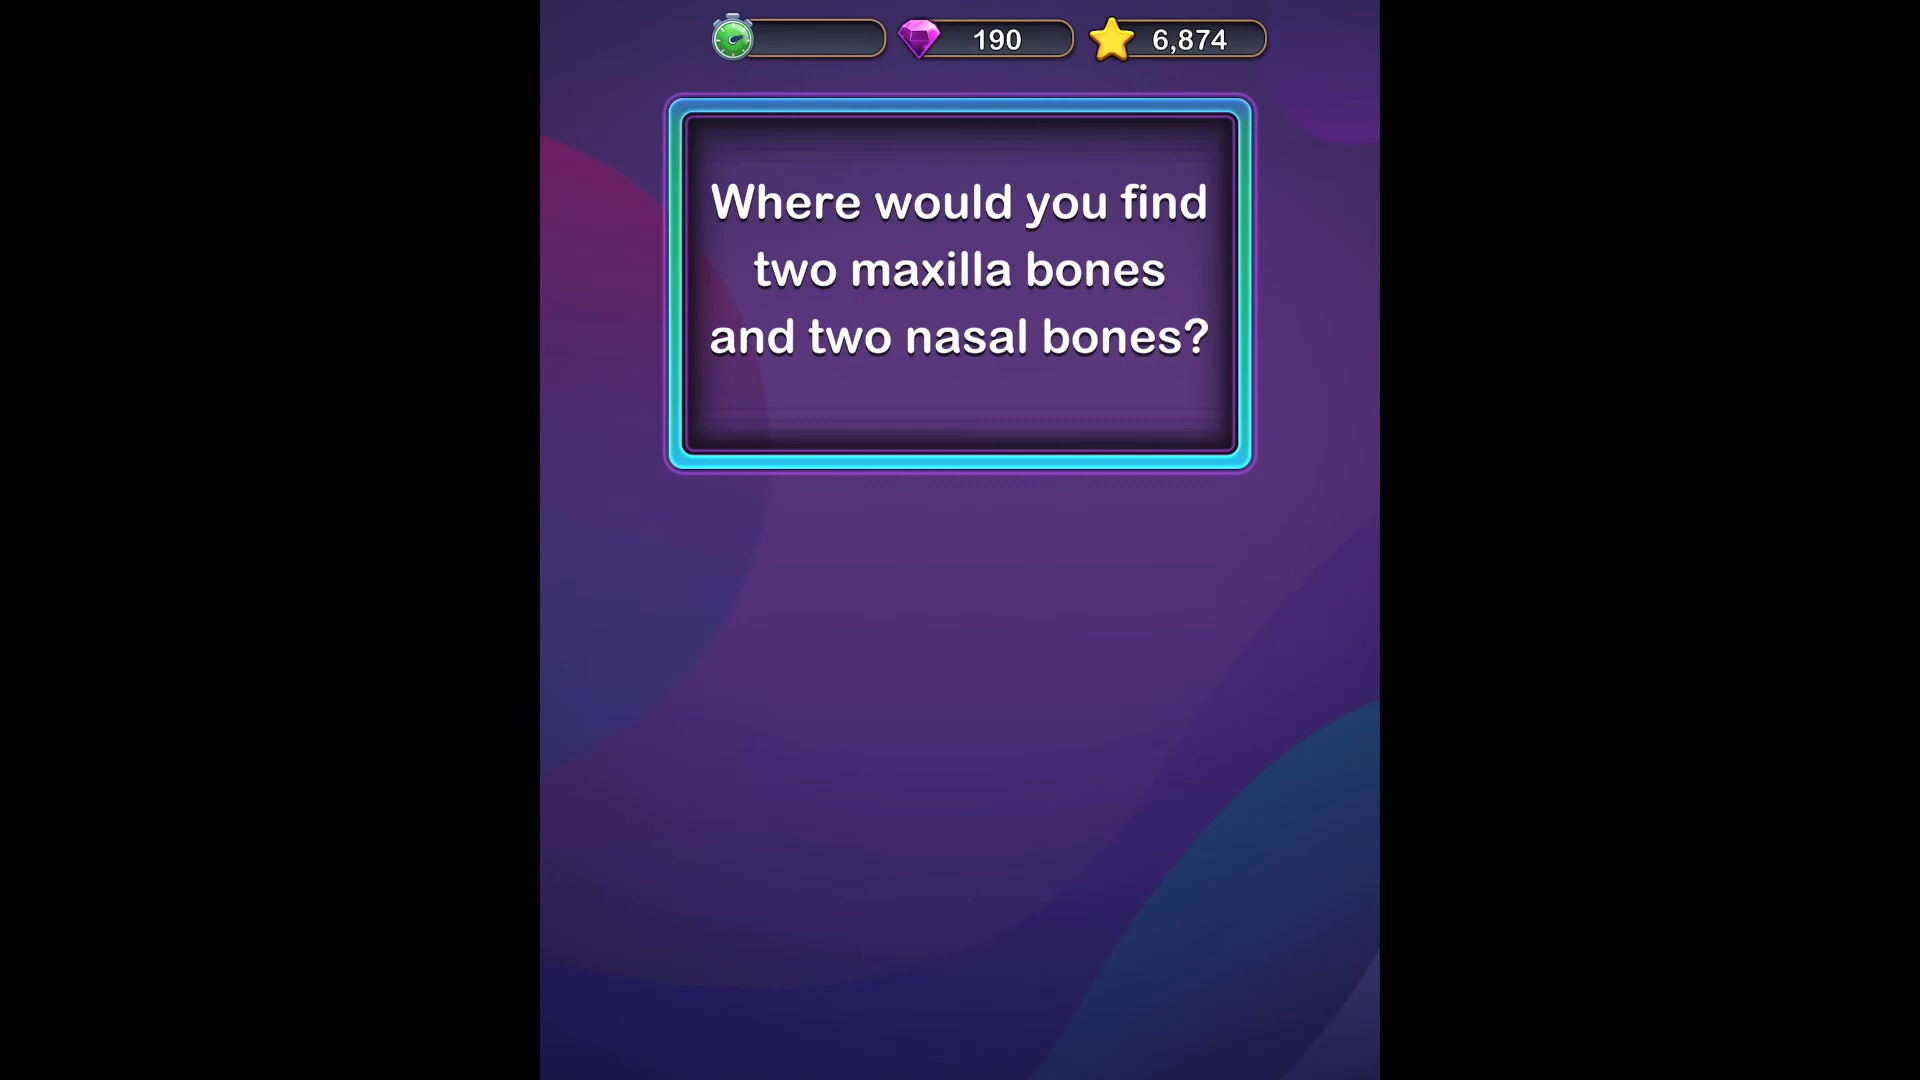 190
6,874
Where would you find
two maxilla bones
and two nasal bones?